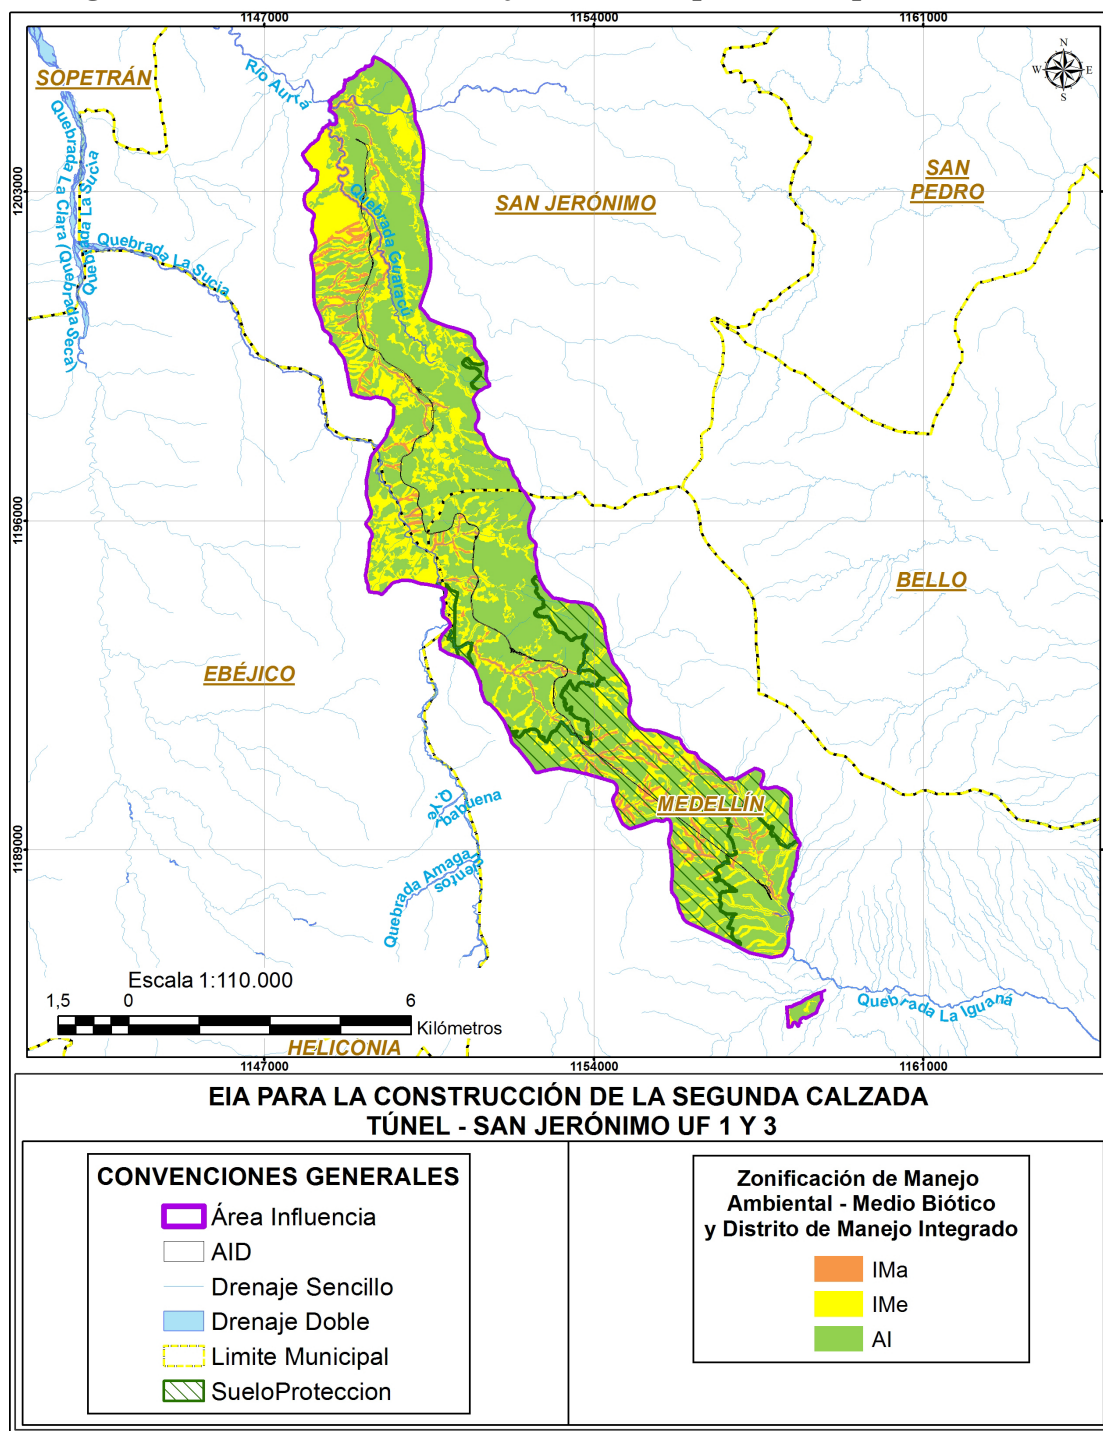 1147000
1154000
1161000
SOPETRÁN
Río Aurrá
N
W
E
S
Quebrada La Sucia
Quebrada La Clara (Quebrada Seca)
SAN
PEDRO
1203000
SAN JERÓNIMO
Quebrada Guaracú
Quebrada La Sucia
1196000
BELLO
EBÉJICO
MEDELLÍN
Quebrada Amaga
1189000
Escala 1:110.000
1,5
0
6
Kilómetros
Quebrada La Iguaná
HELICONIA
1147000
1154000
1161000
EIA PARA LA CONSTRUCCIÓN DE LA SEGUNDA CALZADA
TÚNEL - SAN JERÓNIMO UF 1 Y 3
CONVENCIONES GENERALES
Área Influencia
AID
Drenaje Sencillo
Drenaje Doble
Limite Municipal
SueloProteccion
Zonificación de Manejo
Ambiental - Medio Biótico
y Distrito de Manejo Integrado
IMa
IMe
AI